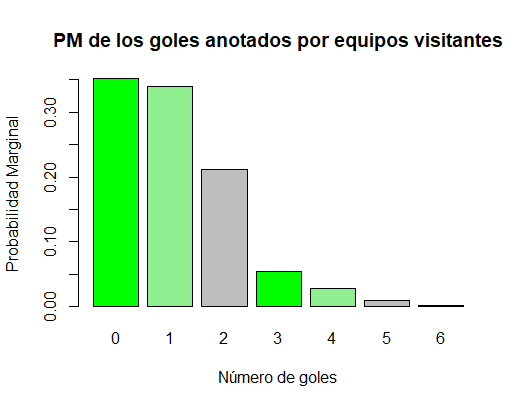 PM de los goles anotados por equipos visitantes
Probabilidad Marginal
0.30
0.20
0.10
0.00
0 1 2 3 4 5 6
Número de goles